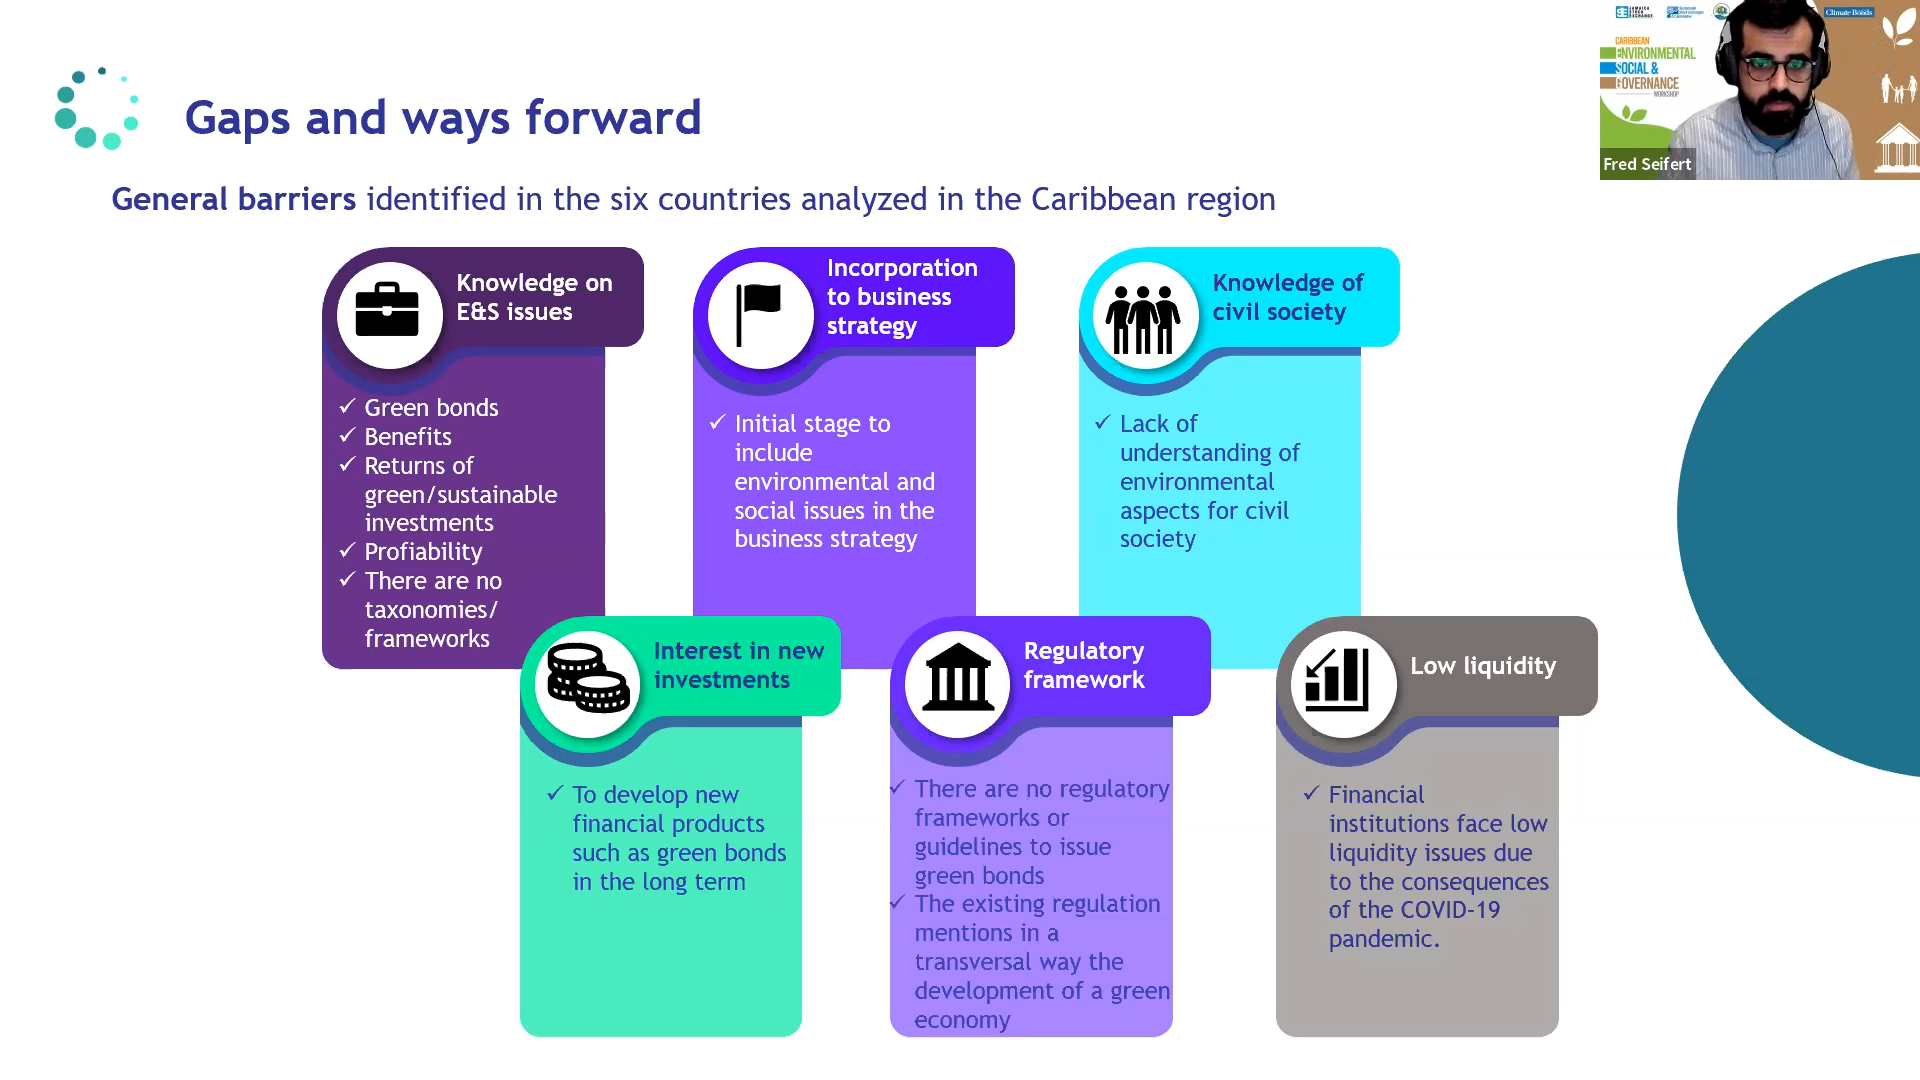 Gaps and ways forward
General barriers identified in the six countries analyzed in the Caribbean region
Knowledge on
E&S issues
✓ Green bonds
✓ Benefits
✓ Returns of
green/sustainable
investments
✓ Profiability
✓ There are no
taxonomies/
frameworks
Incorporation
to business
strategy
✓ Initial stage to
include
environmental and
social issues in the
business strategy
Knowledge of
civil society
✓ Lack of
understanding of
environmental
aspects for civil
society
Interest in new
investments
✓ To develop new
financial products
such as green bonds
in the long term
Regulatory
framework
✓ There are no regulatory
frameworks or
guidelines to issue
green bonds
✓ The existing regulation
mentions in a
transversal way the
development of a green
economy
Low liquidity
✓ Financial
institutions face low
liquidity issues due
to the consequences
of the COVID-19
pandemic.
JAMAICA
STOCK
EXCHANGE
Climate Bonds
CARIBBEAN
ENVIRONMENTAL
SOCIAL &
GOVERNANCE
WORKSHOP
Fred Seifert